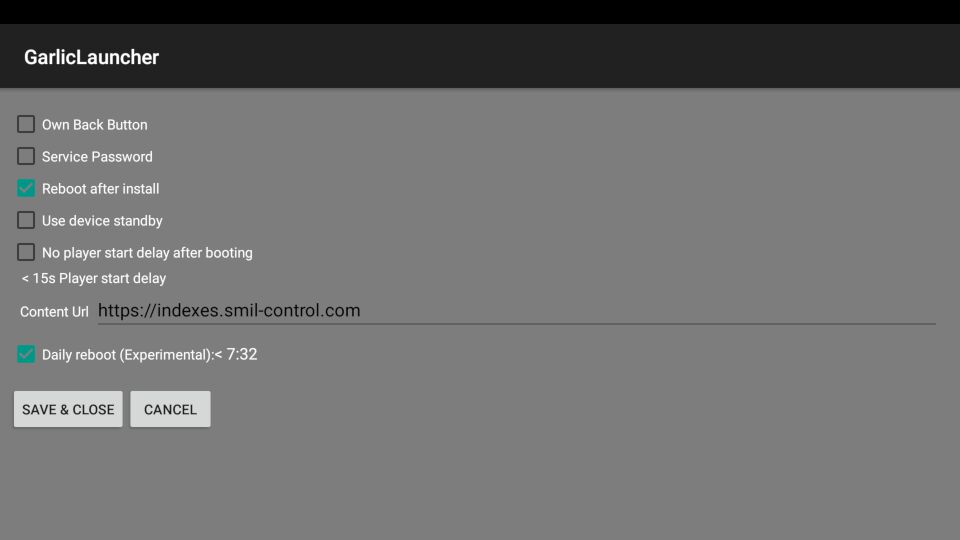 GarlicLauncher
Own Back Button
Service Password
Reboot after install
Use device standby
No player start delay after booting
< 15s Player start delay
Content Url https://indexes.smil-control.com
Daily reboot (Experimental):< 7:32
SAVE & CLOSE CANCEL